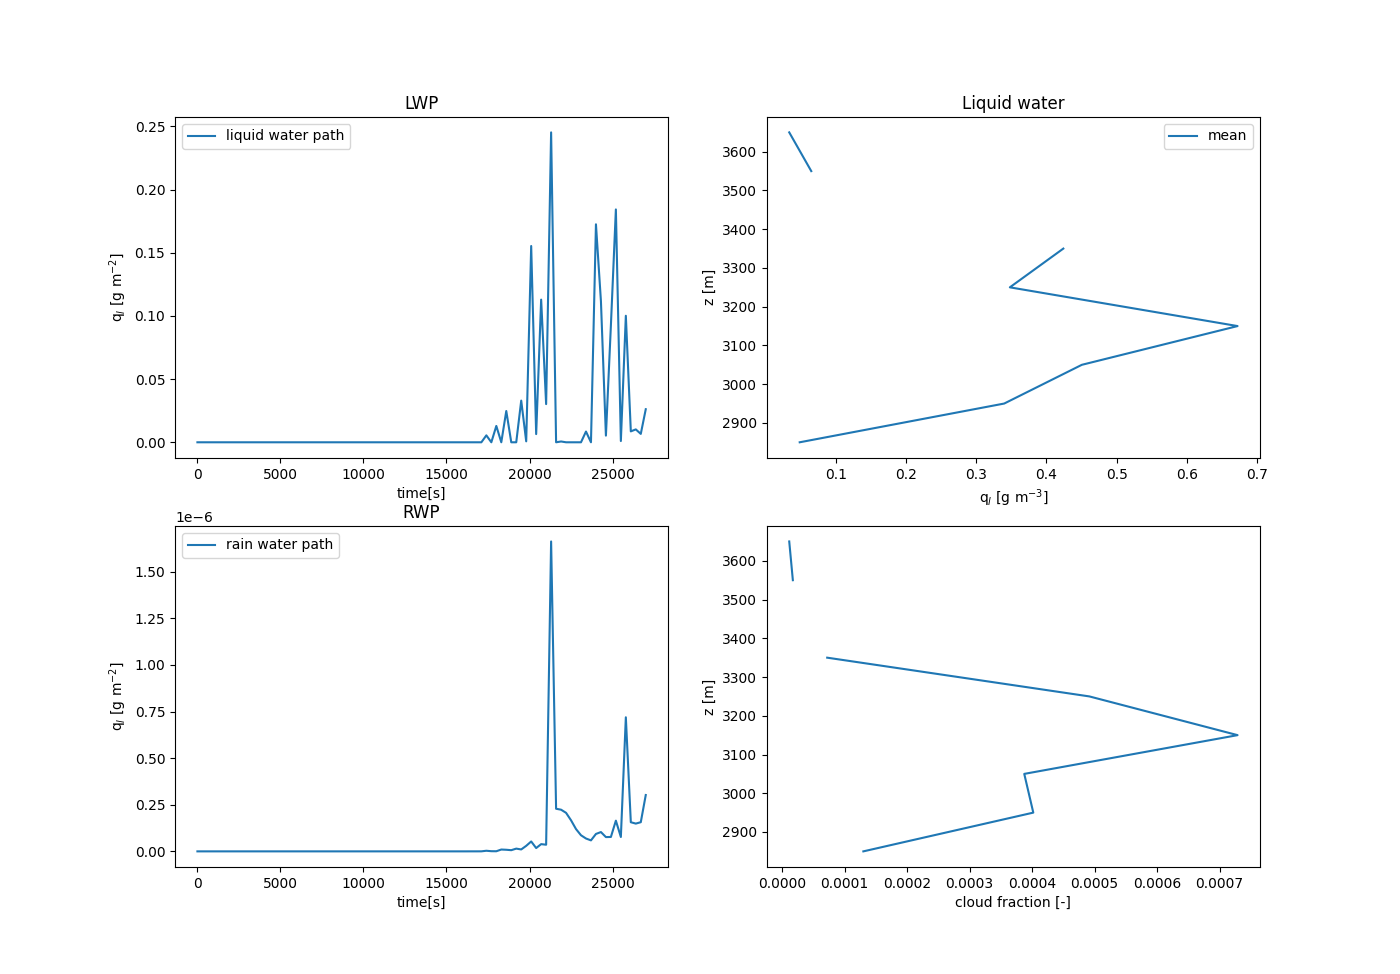 LWP
liquid water path
0.25
0.20
0.15
0.10
0.05
0.00
qₗ [g m⁻²]
0 5000 10000 15000 20000 25000
time[s]
Liquid water
mean
3600
3500
3400
3300
3200
3100
3000
2900
z [m]
0.1 0.2 0.3 0.4 0.5 0.6 0.7
qₗ [g m⁻³]
RWP
1e−6
rain water path
1.50
1.25
1.00
0.75
0.50
0.25
0.00
qₗ [g m⁻²]
0 5000 10000 15000 20000 25000
time[s]
3600
3500
3400
3300
3200
3100
3000
2900
z [m]
0.0000 0.0001 0.0002 0.0003 0.0004 0.0005 0.0006 0.0007
cloud fraction [-]